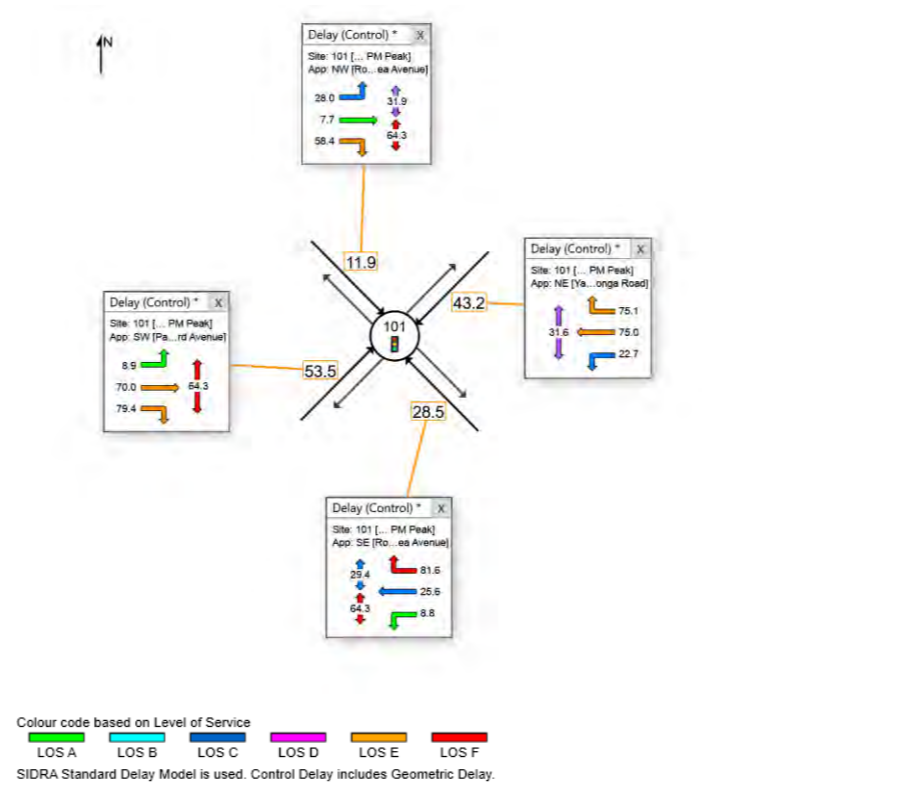 N
Delay (Control) * X
Site: 101 [... PM Peak]
App: NW [Ro...ea Avenue]
28.0
31.9
7.7
64.3
58.4
11.9
Delay (Control) * X
Site: 101 [... PM Peak]
App: NE [Ya...onga Road]
75.1
31.6
75.0
22.7
43.2
101
Delay (Control) * X
Site: 101 [... PM Peak]
App: SW [Pa...rd Avenue]
8.9
70.0
64.3
79.4
53.5
28.5
Delay (Control) * X
Site: 101 [... PM Peak]
App: SE [Ro...ea Avenue]
29.4
81.6
25.6
64.3
8.8
Colour code based on Level of Service
LOS A LOS B LOS C LOS D LOS E LOS F
SIDRA Standard Delay Model is used. Control Delay includes Geometric Delay.